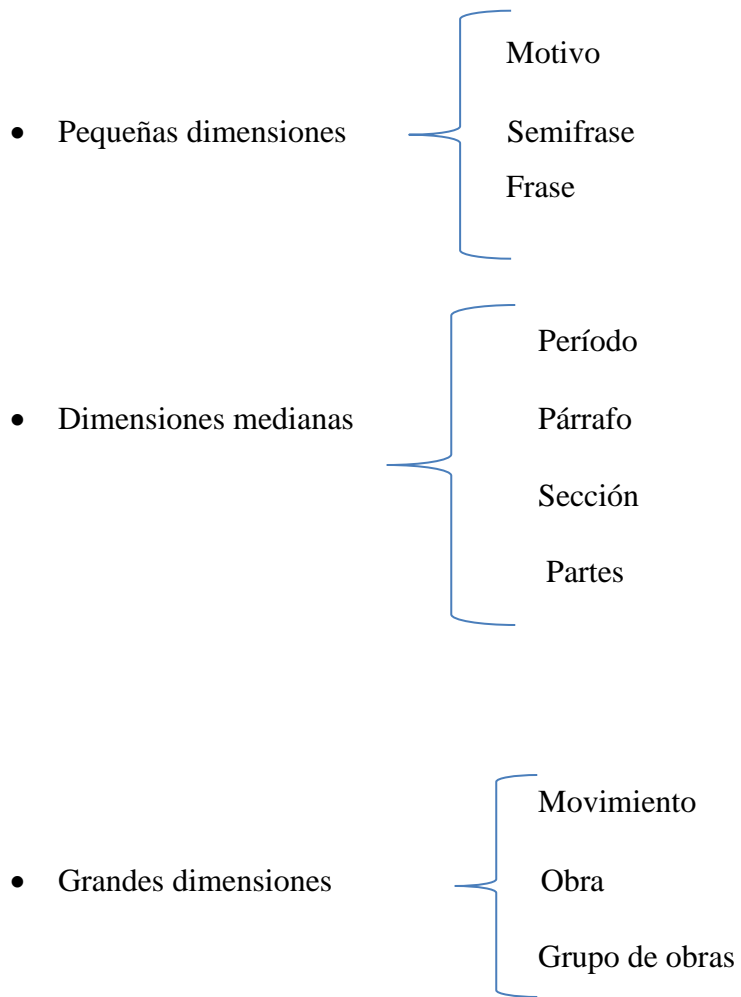 Motivo
• Pequeñas dimensiones Semifrase
Frase
Período
• Dimensiones medianas Párrafo
Sección
Partes
Movimiento
• Grandes dimensiones Obra
Grupo de obras